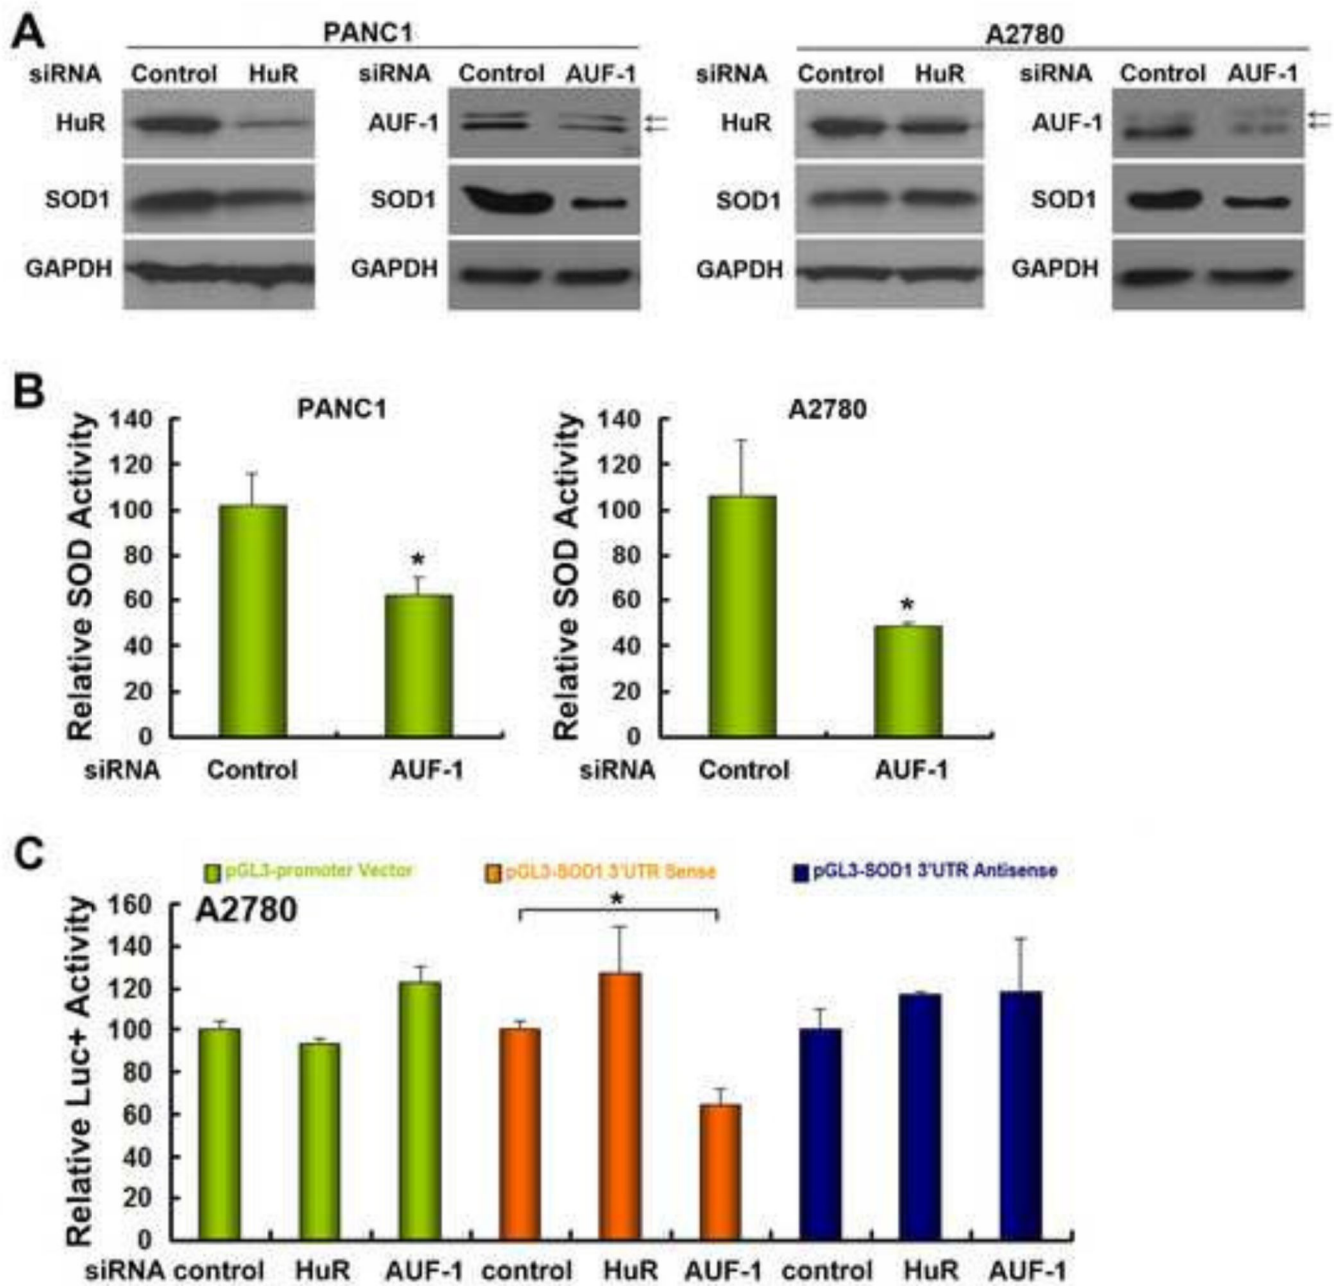 A
PANC1 A2780
siRNA Control HuR siRNA Control AUF-1 siRNA Control HuR siRNA Control AUF-1
HuR AUF-1 HuR AUF-1
SOD1 SOD1 SOD1 SOD1
GAPDH GAPDH GAPDH GAPDH
B
PANC1 A2780
Relative SOD Activity
140
120
100
80
60
40
20
0
*
siRNA Control AUF-1
Relative SOD Activity
140
120
100
80
60
40
20
0
*
siRNA Control AUF-1
C
pGL3-promoter Vector pGL3-SOD1 3'UTR Sense pGL3-SOD1 3'UTR Antisense
A2780
*
Relative Luc+ Activity
160
140
120
100
80
60
40
20
0
siRNA control HuR AUF-1 control HuR AUF-1 control HuR AUF-1